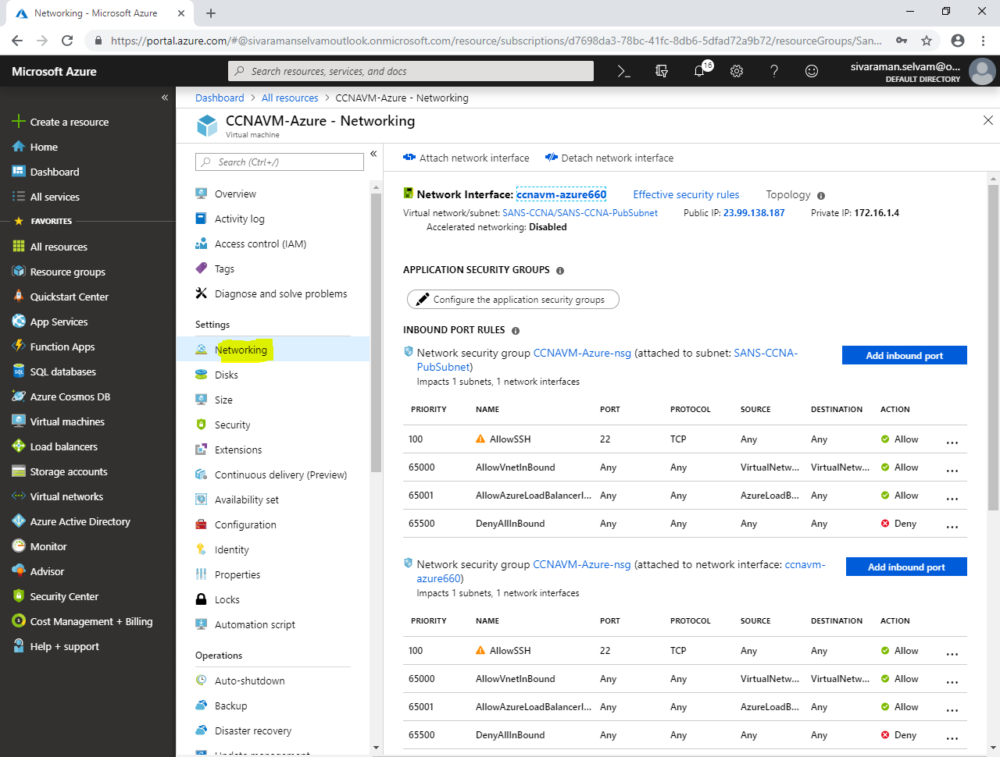 Networking - Microsoft Azure
https://portal.azure.com/#@sivaramanselvamoutlook.onmicrosoft.com/resource/subscriptions/d7698da3-78bc-41fc-8db6-5dfad72a9b72/resourceGroups/San...
Microsoft Azure
Search resources, services, and docs
16
sivaraman.selvam@o...
DEFAULT DIRECTORY
Create a resource
Home
Dashboard
All services
FAVORITES
All resources
Resource groups
Quickstart Center
App Services
Function Apps
SQL databases
Azure Cosmos DB
Virtual machines
Load balancers
Storage accounts
Virtual networks
Azure Active Directory
Monitor
Advisor
Security Center
Cost Management + Billing
Help + support
Dashboard > All resources > CCNAVM-Azure - Networking
CCNAVM-Azure - Networking
Virtual machine
Search (Ctrl+/)
Overview
Activity log
Access control (IAM)
Tags
Diagnose and solve problems
Settings
Networking
Disks
Size
Security
Extensions
Continuous delivery (Preview)
Availability set
Configuration
Identity
Properties
Locks
Automation script
Operations
Auto-shutdown
Backup
Disaster recovery
Update management
Attach network interface Detach network interface
Network Interface: ccnavm-azure660 Effective security rules Topology
Virtual network/subnet: SANS-CCNA/SANS-CCNA-PubSubnet Public IP: 23.99.138.187 Private IP: 172.16.1.4
Accelerated networking: Disabled
APPLICATION SECURITY GROUPS
Configure the application security groups
INBOUND PORT RULES
Network security group CCNAVM-Azure-nsg (attached to subnet: SANS-CCNA-
PubSubnet)
Impacts 1 subnets, 1 network interfaces
Add inbound port
PRIORITY NAME PORT PROTOCOL SOURCE DESTINATION ACTION
100 AllowSSH 22 TCP Any Any Allow ...
65000 AllowVnetInBound Any Any VirtualNetw... VirtualNetw... Allow ...
65001 AllowAzureLoadBalancerI... Any Any AzureLoadB... Any Allow ...
65500 DenyAllInBound Any Any Any Any Deny ...
Network security group CCNAVM-Azure-nsg (attached to network interface: ccnavm-
azure660)
Impacts 1 subnets, 1 network interfaces
Add inbound port
PRIORITY NAME PORT PROTOCOL SOURCE DESTINATION ACTION
100 AllowSSH 22 TCP Any Any Allow ...
65000 AllowVnetInBound Any Any VirtualNetw... VirtualNetw... Allow ...
65001 AllowAzureLoadBalancerI... Any Any AzureLoadB... Any Allow ...
65500 DenyAllInBound Any Any Any Any Deny ...